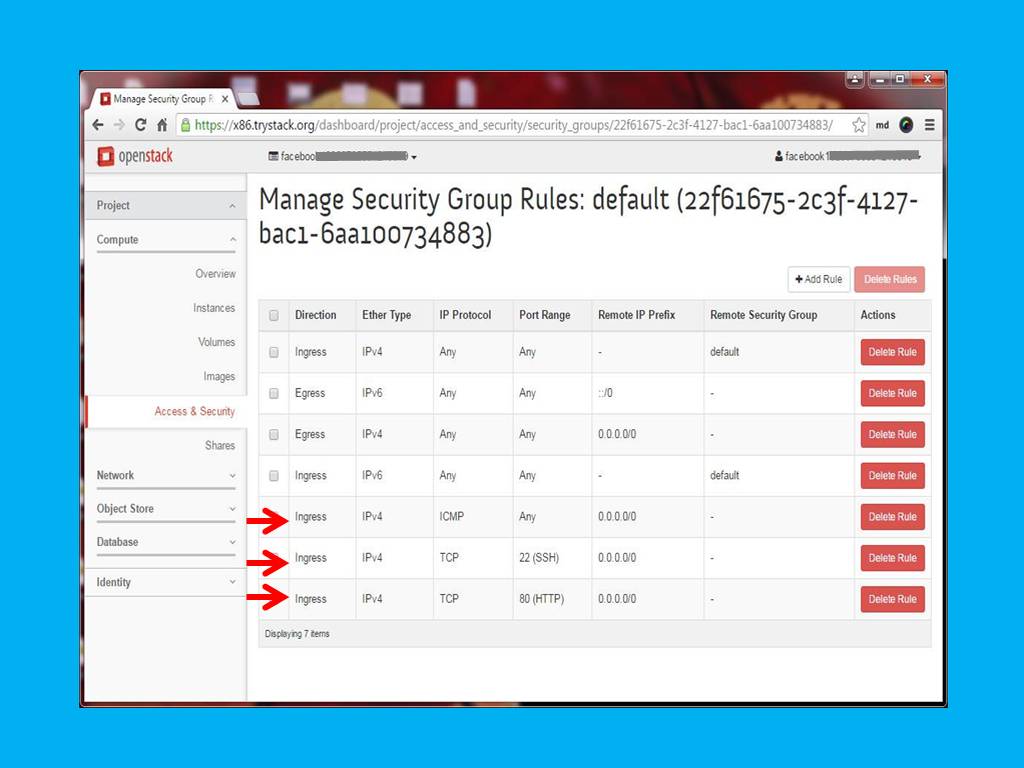 Manage Security Group R
https://x86.trystack.org/dashboard/project/access_and_security/security_groups/22f61675-2c3f-4127-bac1-6aa100734883/
md
openstack
faceboo
facebook1
Project
Compute
Overview
Instances
Volumes
Images
Access & Security
Shares
Network
Object Store
Database
Identity
Manage Security Group Rules: default (22f61675-2c3f-4127-
bac1-6aa100734883)
+ Add Rule Delete Rules
Direction Ether Type IP Protocol Port Range Remote IP Prefix Remote Security Group Actions
Ingress IPv4 Any Any - default Delete Rule
Egress IPv6 Any Any ::/0 - Delete Rule
Egress IPv4 Any Any 0.0.0.0/0 - Delete Rule
Ingress IPv6 Any Any - default Delete Rule
Ingress IPv4 ICMP Any 0.0.0.0/0 - Delete Rule
Ingress IPv4 TCP 22 (SSH) 0.0.0.0/0 - Delete Rule
Ingress IPv4 TCP 80 (HTTP) 0.0.0.0/0 - Delete Rule
Displaying 7 items